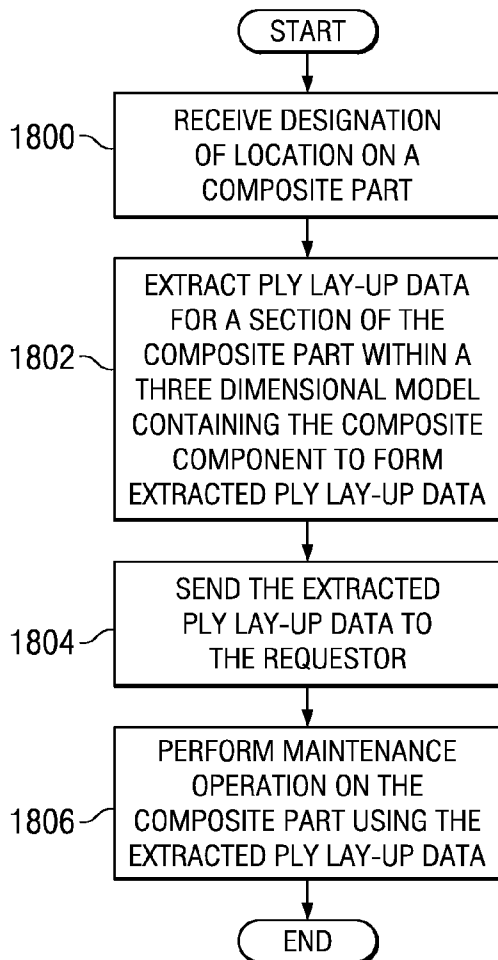 START
1800
RECEIVE DESIGNATION
OF LOCATION ON A
COMPOSITE PART
1802
EXTRACT PLY LAY-UP DATA
FOR A SECTION OF THE
COMPOSITE PART WITHIN A
THREE DIMENSIONAL MODEL
CONTAINING THE COMPOSITE
COMPONENT TO FORM
EXTRACTED PLY LAY-UP DATA
1804
SEND THE EXTRACTED
PLY LAY-UP DATA TO
THE REQUESTOR
1806
PERFORM MAINTENANCE
OPERATION ON THE
COMPOSITE PART USING THE
EXTRACTED PLY LAY-UP DATA
END